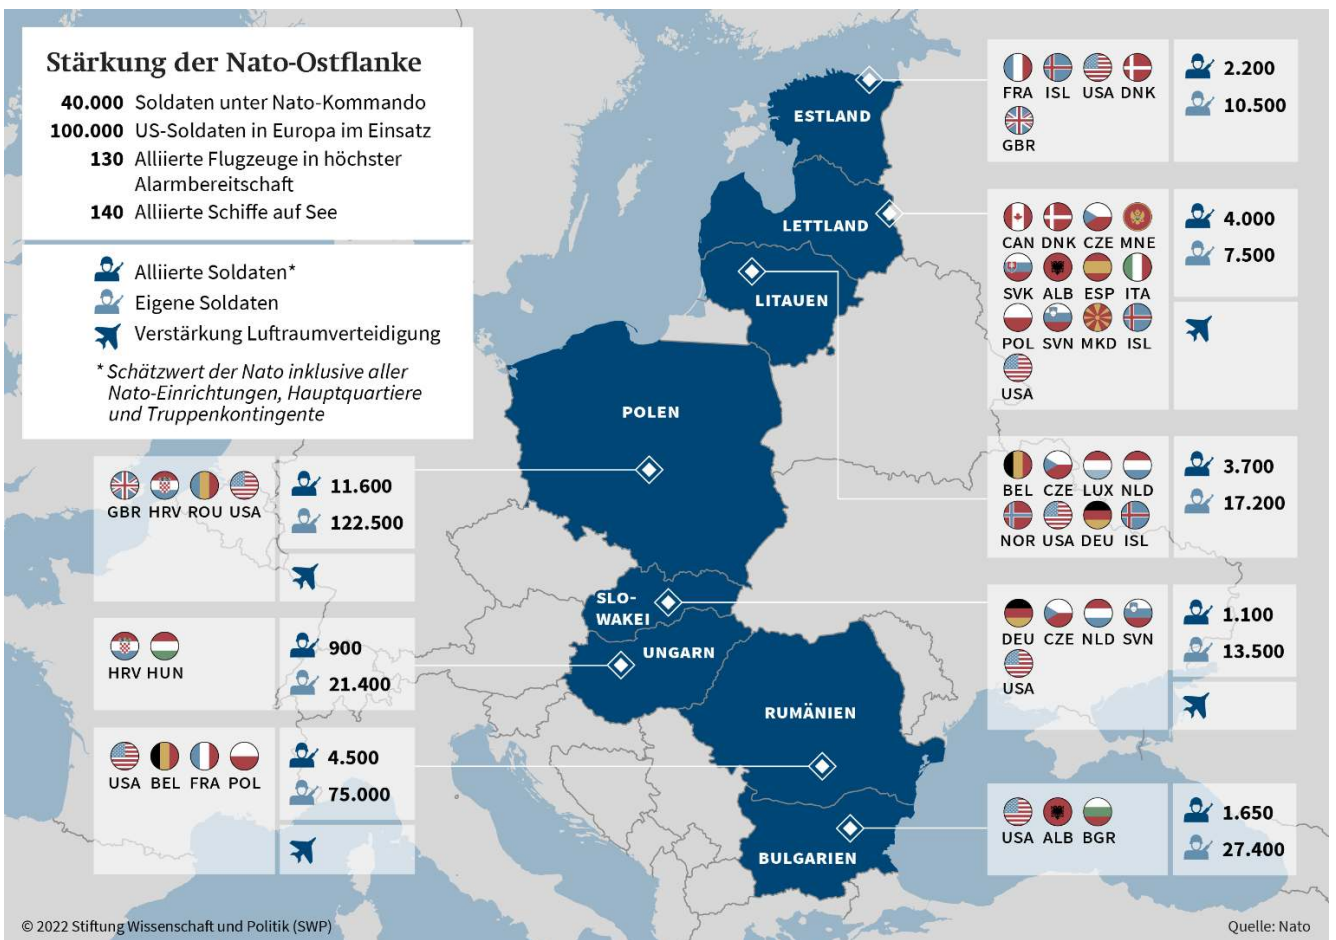 Stärkung der Nato-Ostflanke
40.000 Soldaten unter Nato-Kommando
100.000 US-Soldaten in Europa im Einsatz
130 Alliierte Flugzeuge in höchster
Alarmbereitschaft
140 Alliierte Schiffe auf See
Alliierte Soldaten*
Eigene Soldaten
Verstärkung Luftraumverteidigung
* Schätzwert der Nato inklusive aller
Nato-Einrichtungen, Hauptquartiere
und Truppenkontingente
ESTLAND
LETTLAND
LITAUEN
POLEN
SLO-
WAKEI
UNGARN
RUMÄNIEN
BULGARIEN
GBR HRV ROU USA
11.600
122.500
HRV HUN
900
21.400
USA BEL FRA POL
4.500
75.000
FRA ISL USA DNK
GBR
2.200
10.500
CAN DNK CZE MNE
SVK ALB ESP ITA
POL SVN MKD ISL
USA
4.000
7.500
BEL CZE LUX NLD
NOR USA DEU ISL
3.700
17.200
DEU CZE NLD SVN
USA
1.100
13.500
USA ALB BGR
1.650
27.400
© 2022 Stiftung Wissenschaft und Politik (SWP)
Quelle: Nato